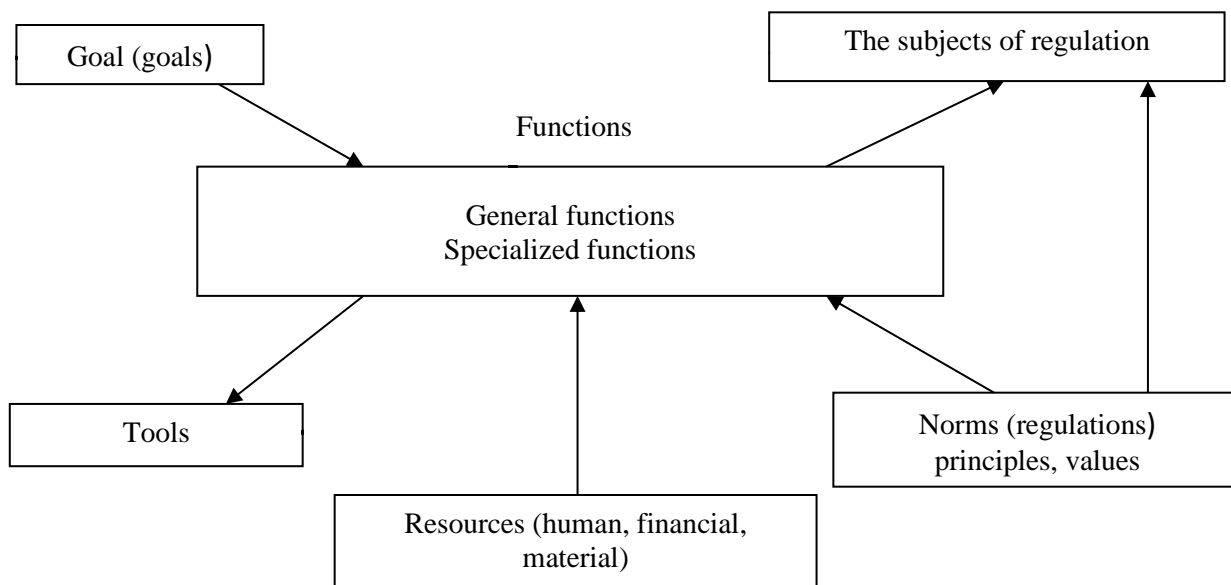 Goal (goals)
The subjects of regulation
Functions
General functions
Specialized functions
Tools
Norms (regulations)
principles, values
Resources (human, financial,
material)